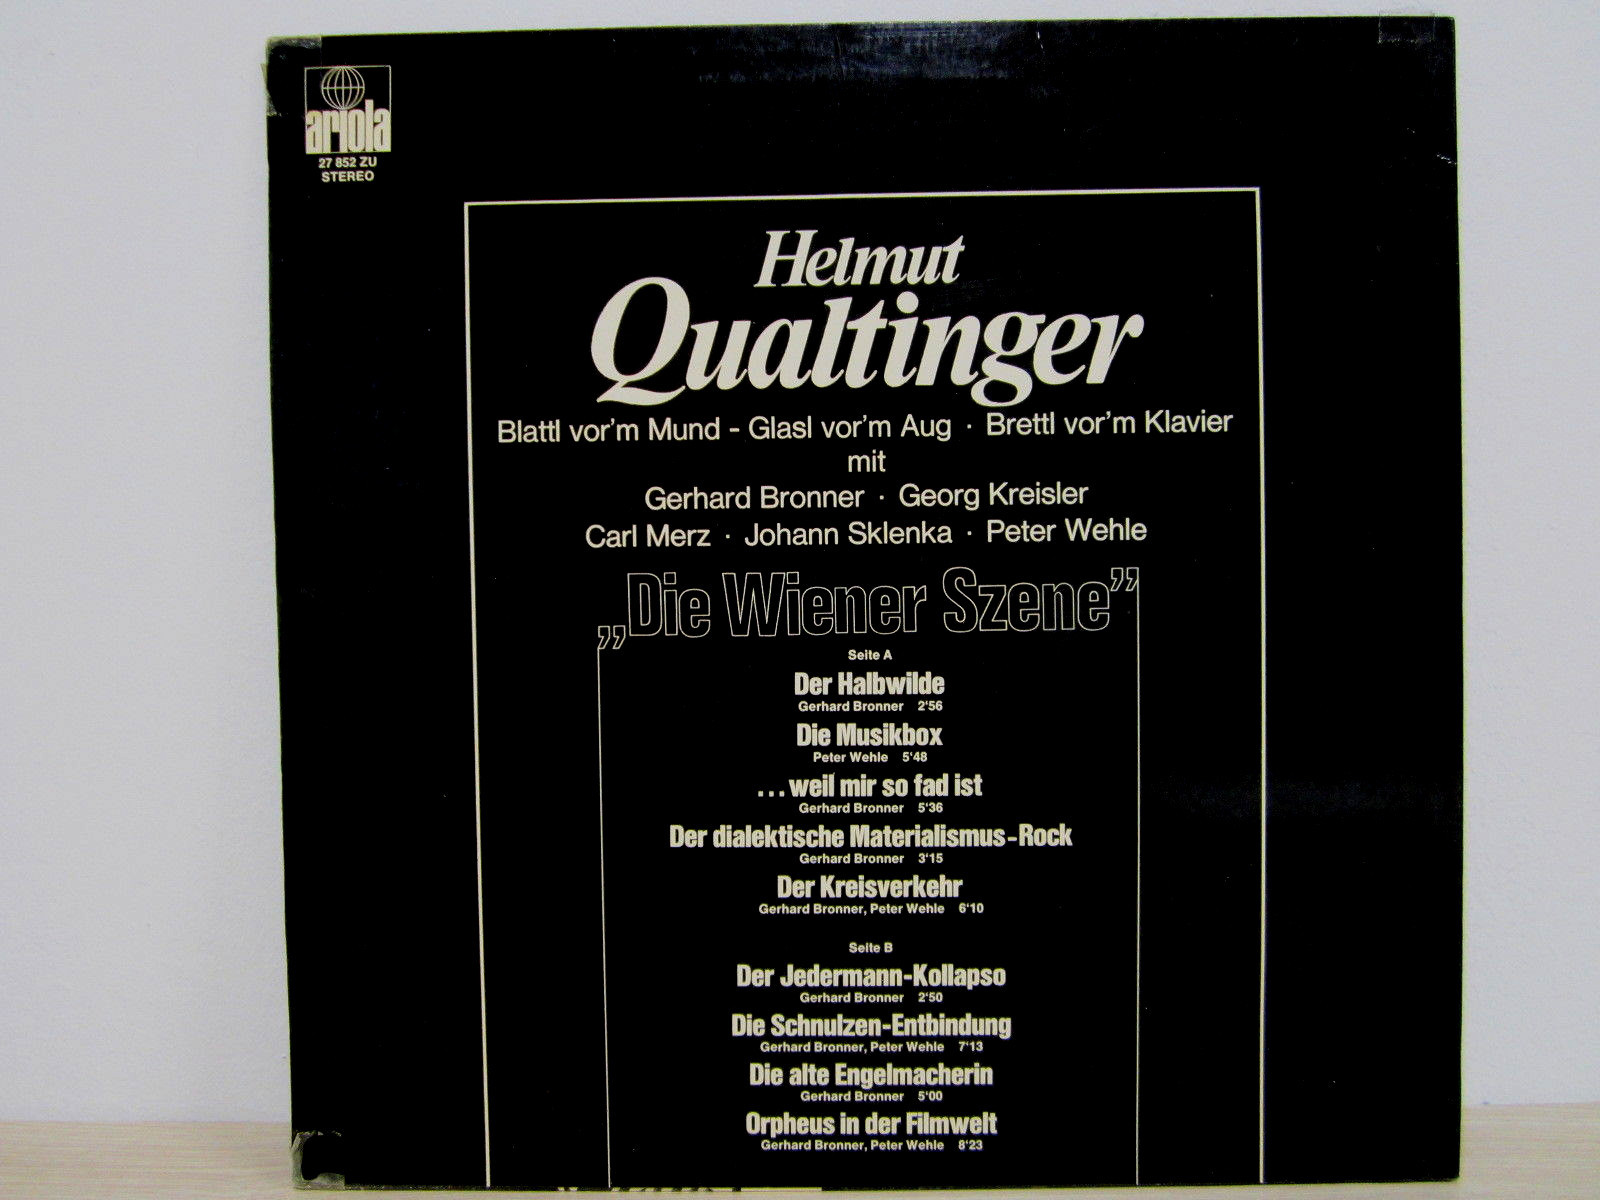 ariola
27 852 ZU
STEREO
Helmut
Qualtinger
Blattl vor'm Mund - Glasl vor'm Aug · Brettl vor'm Klavier
mit
Gerhard Bronner · Georg Kreisler
Carl Merz · Johann Sklenka · Peter Wehle
„Die Wiener Szene”
Seite A
Der Halbwilde
Gerhard Bronner 2'56
Die Musikbox
Peter Wehle 5'48
...weil mir so fad ist
Gerhard Bronner 5'36
Der dialektische Materialismus-Rock
Gerhard Bronner 3'15
Der Kreisverkehr
Gerhard Bronner, Peter Wehle 6'10
Seite B
Der Jedermann-Kollapso
Gerhard Bronner 2'50
Die Schnulzen-Entbindung
Gerhard Bronner, Peter Wehle 7'13
Die alte Engelmacherin
Gerhard Bronner 5'00
Orpheus in der Filmwelt
Gerhard Bronner, Peter Wehle 8'23